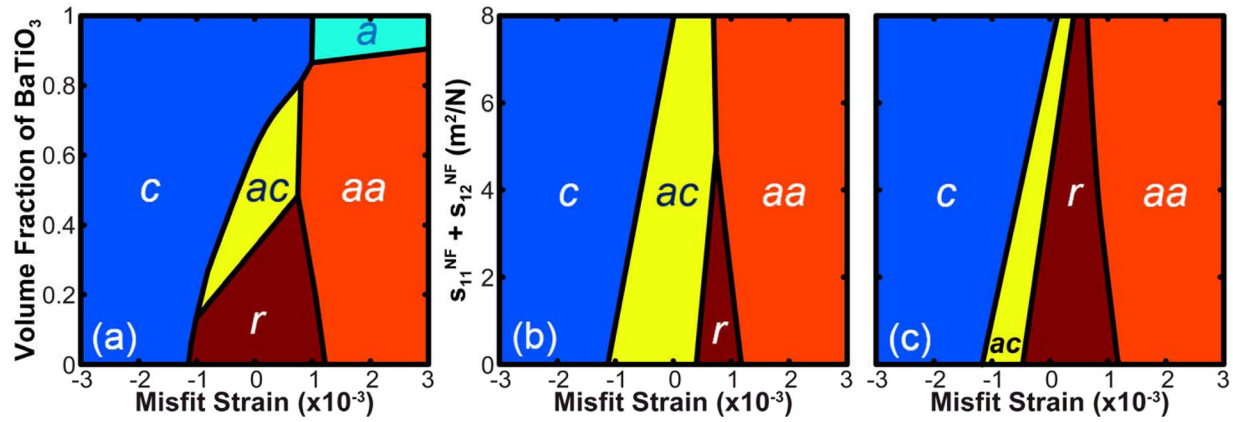 Volume Fraction of BaTiO₃
1
0.8
0.6
0.4
0.2
0
a
c
ac
aa
r
(a)
-3 -2 -1 0 1 2 3
Misfit Strain (x10⁻³)
s₁₁ᴺᶠ + s₁₂ᴺᶠ (m²/N)
8
6
4
2
0
c
ac
aa
r
(b)
-3 -2 -1 0 1 2 3
Misfit Strain (x10⁻³)
c
r
aa
ac
(c)
-3 -2 -1 0 1 2 3
Misfit Strain (x10⁻³)